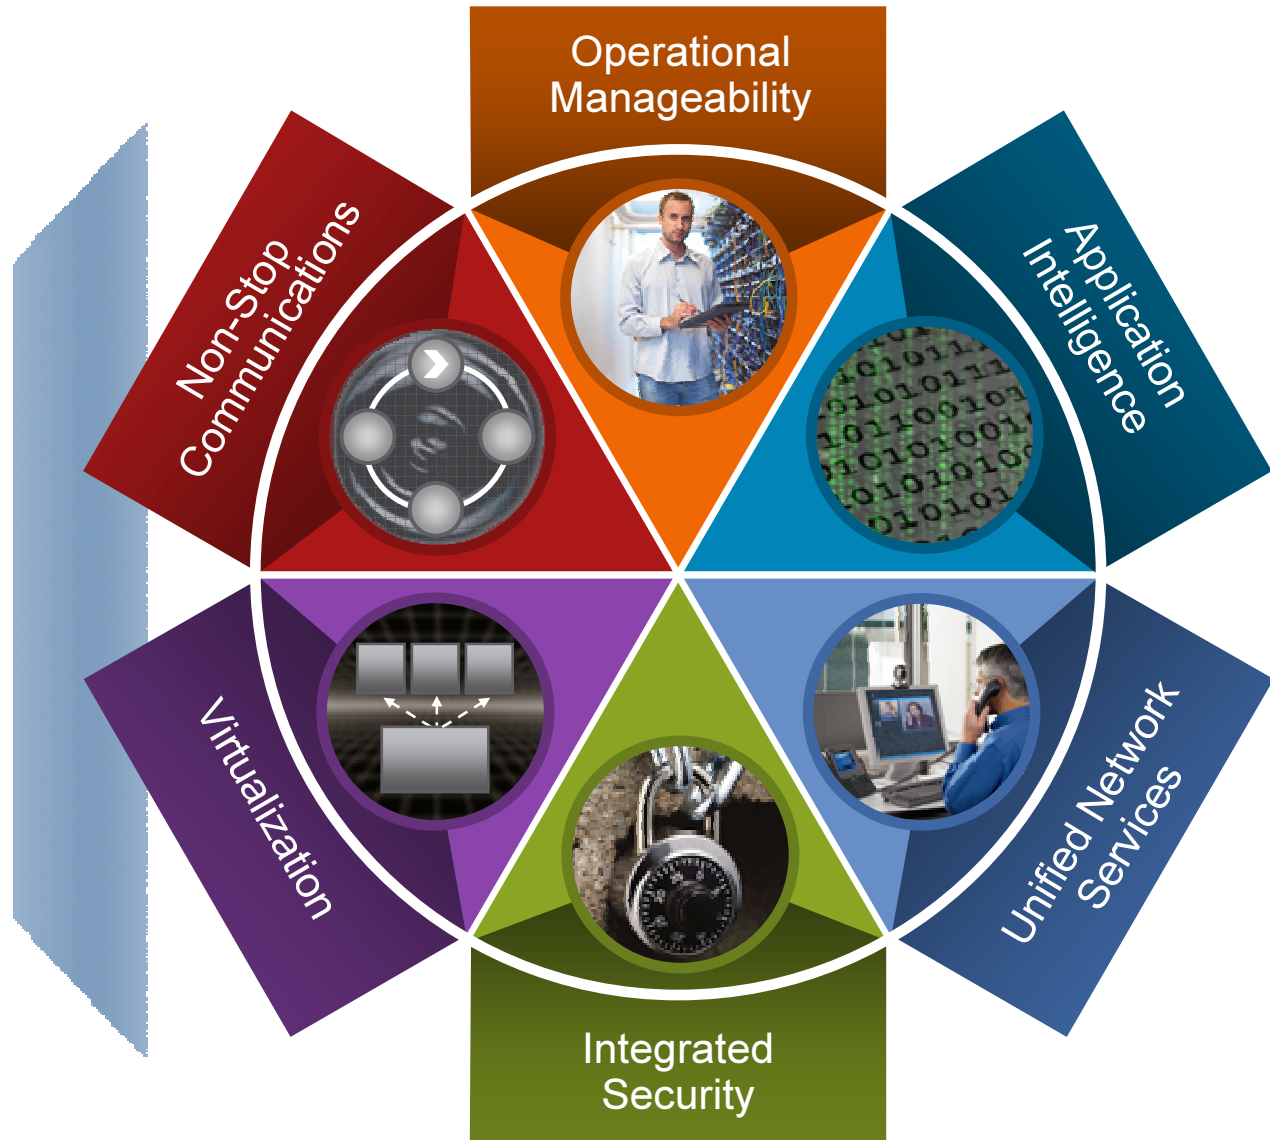 Operational
Manageability
Application
Intelligence
Unified Network
Services
Integrated
Security
Virtualization
Non-Stop
Communications